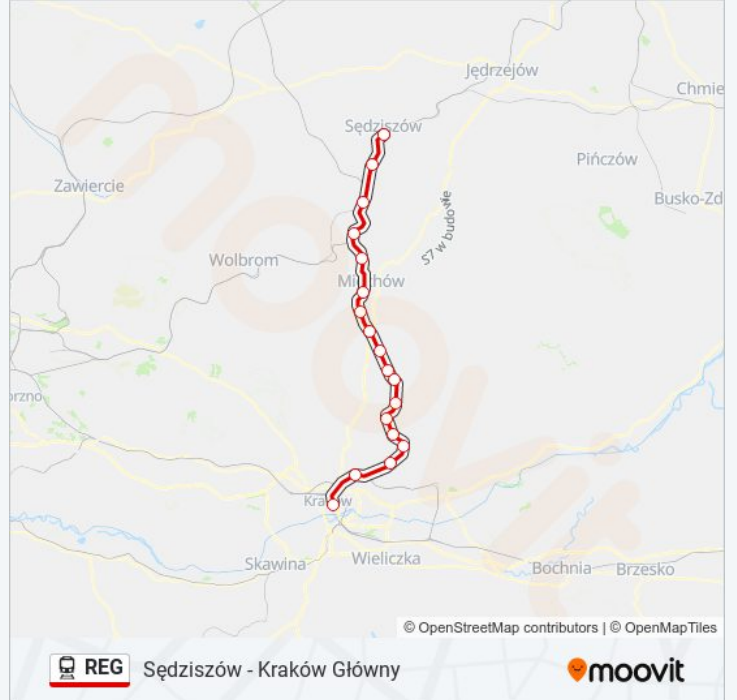 Jędrzejów
Chmie
Sędziszów
Pińczów
Zawiercie
Busko-Zd
S7 w budowie
Wolbrom
Miechów
orzno
Kraków
Wieliczka
Skawina
Bochnia
Brzesko
© OpenStreetMap contributors | © OpenMapTiles
REG Sędziszów - Kraków Główny
moovit